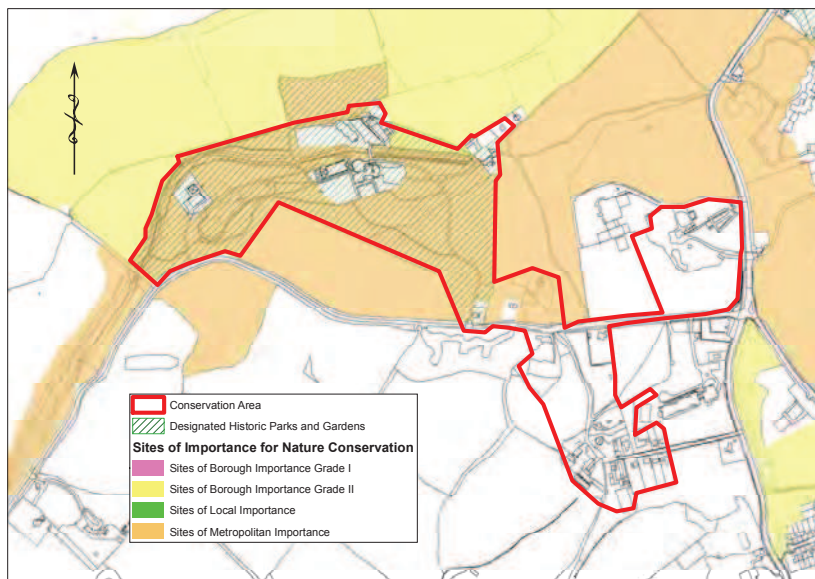 Conservation Area
Designated Historic Parks and Gardens
Sites of Importance for Nature Conservation
Sites of Borough Importance Grade I
Sites of Borough Importance Grade II
Sites of Local Importance
Sites of Metropolitan Importance